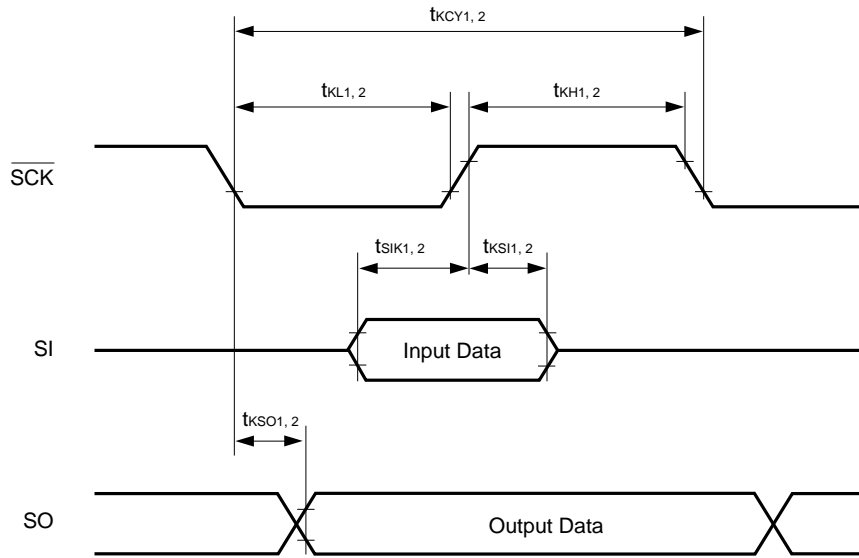 tKCY1, 2
tKL1, 2
tKH1, 2
SCK
tSIK1, 2
tKSI1, 2
SI
Input Data
tKSO1, 2
SO
Output Data